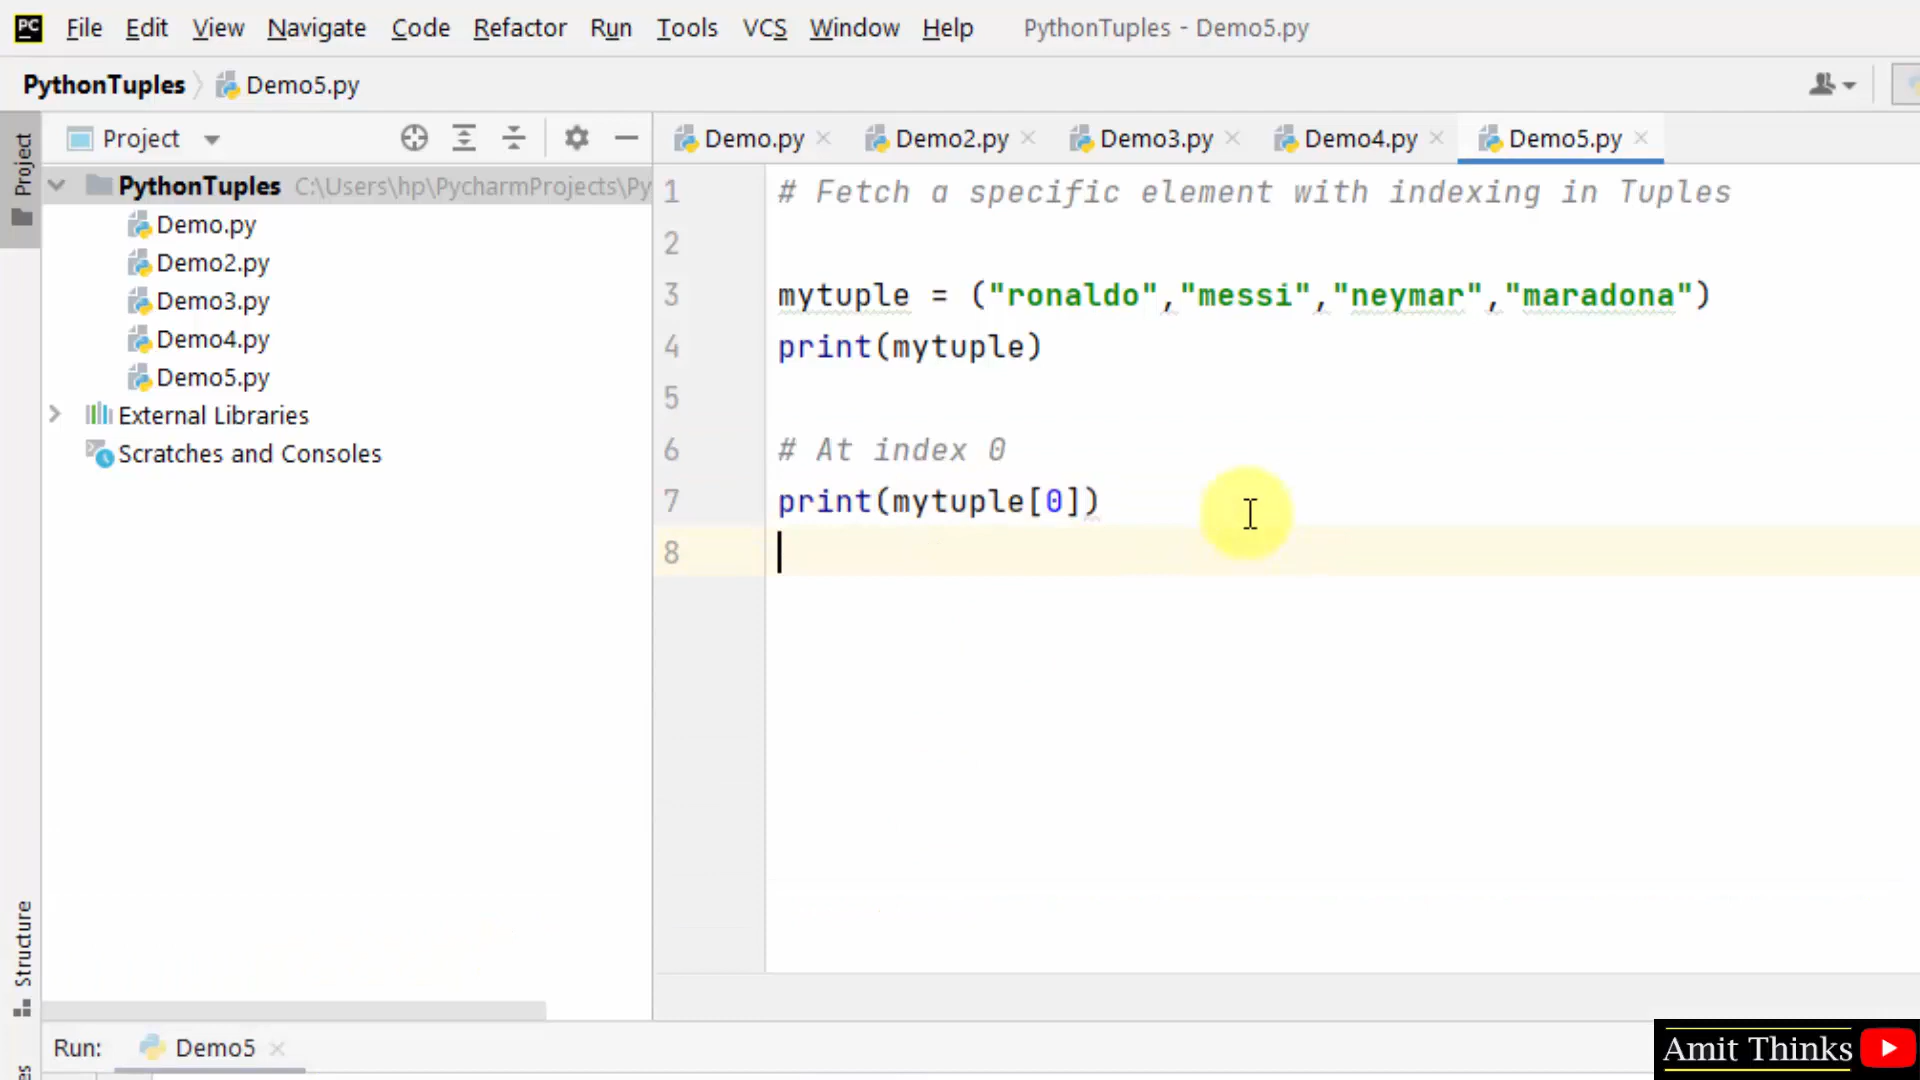 PC File Edit View Navigate Code Refactor Run Tools VCS Window Help PythonTuples - Demo5.py
PythonTuples Demo5.py
Project
Project
Demo.py Demo2.py Demo3.py Demo4.py Demo5.py
PythonTuples C:\Users\hp\PycharmProjects\Py
Demo.py
Demo2.py
Demo3.py
Demo4.py
Demo5.py
External Libraries
Scratches and Consoles
1 # Fetch a specific element with indexing in Tuples
2
3 mytuple = ("ronaldo","messi","neymar","maradona")
4 print(mytuple)
5
6 # At index 0
7 print(mytuple[0])
8
Structure
Run: Demo5
Amit Thinks